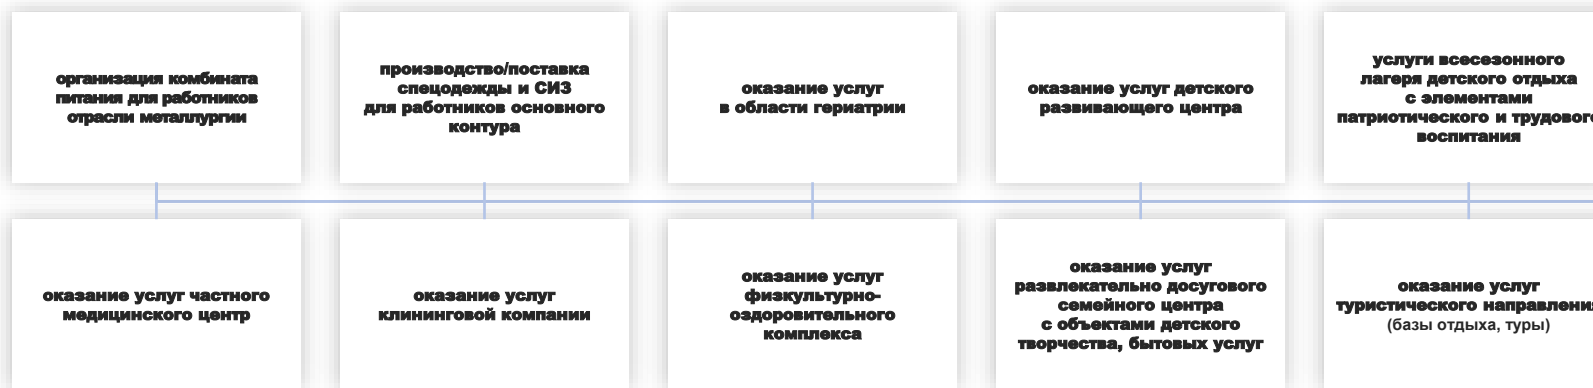 организация комбината
питания для работников
отрасли металлургии
производство/поставка
спецодежды и СИЗ
для работников основного
контура
оказание услуг
в области гериатрии
оказание услуг детского
развивающего центра
услуги всесезонного
лагеря детского отдыха
с элементами
патриотического и трудового
воспитания
оказание услуг частного
медицинского центр
оказание услуг
клининговой компании
оказание услуг
физкультурно-
оздоровительного
комплекса
оказание услуг
развлекательно досугового
семейного центра
с объектами детского
творчества, бытовых услуг
оказание услуг
туристического направления
(базы отдыха, туры)